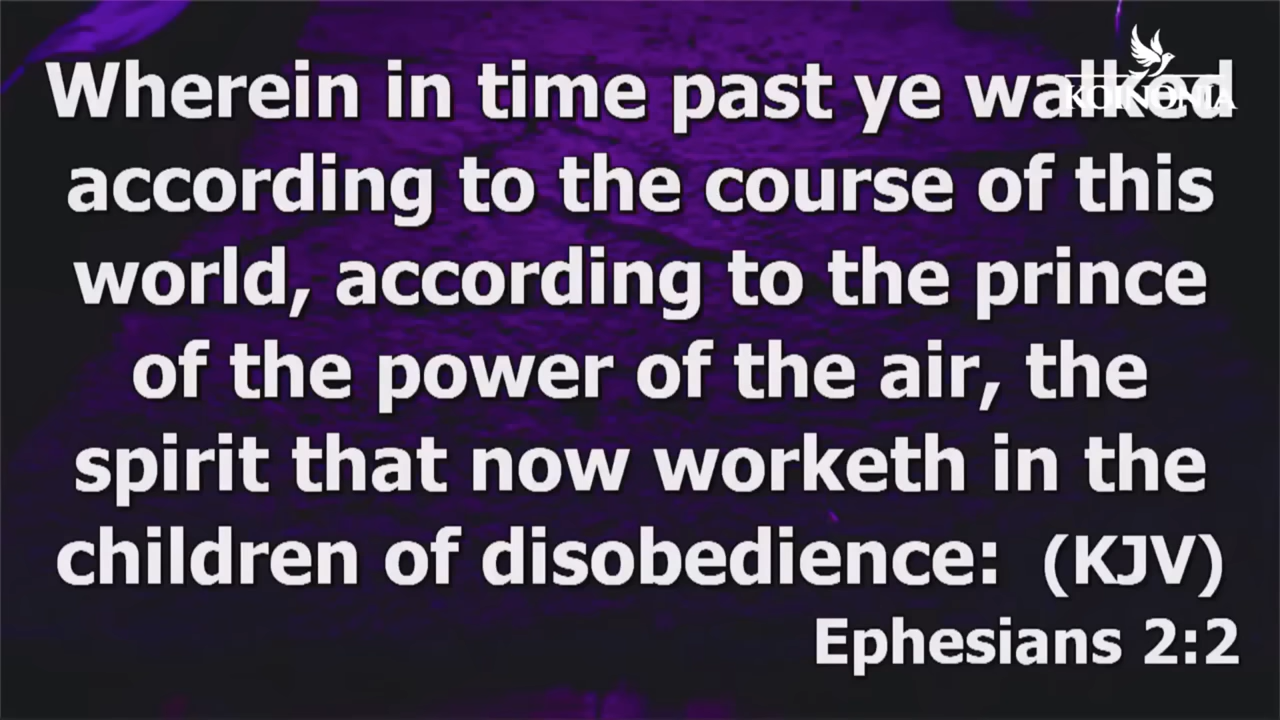 Wherein in time past ye walked
KOINONIA
according to the course of this
world, according to the prince
of the power of the air, the
spirit that now worketh in the
children of disobedience: (KJV)
Ephesians 2:2